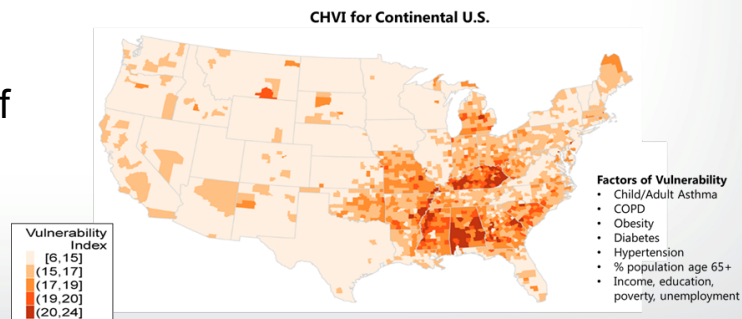 CHVI for Continental U.S.
f
Vulnerability
Index
[6,15]
(15,17]
(17,19]
(19,20]
(20,24]
Factors of Vulnerability
• Child/Adult Asthma
• COPD
• Obesity
• Diabetes
• Hypertension
• % population age 65+
• Income, education,
poverty, unemployment